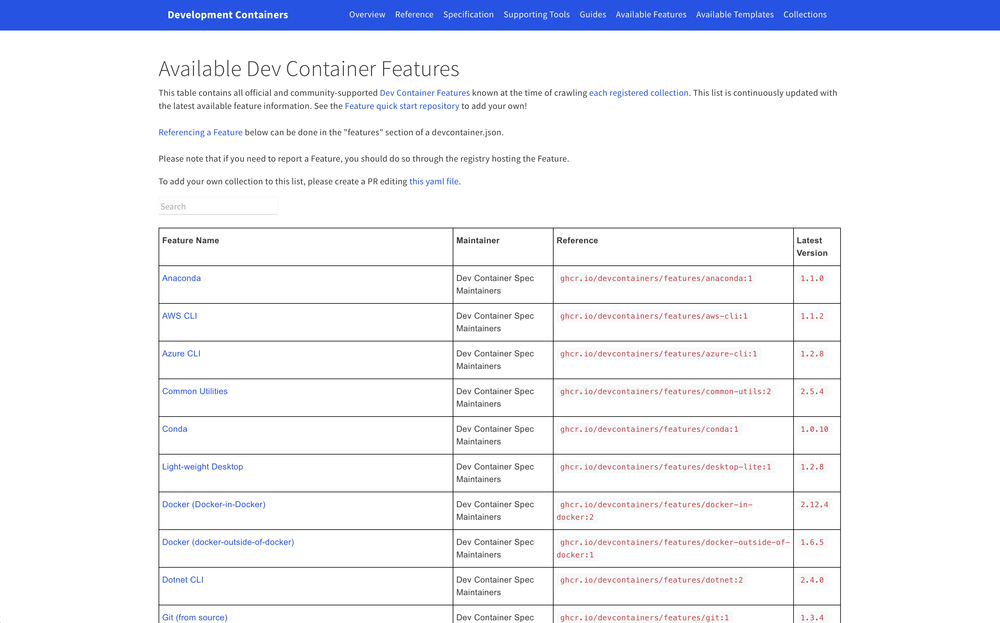 Development Containers
Overview Reference Specification Supporting Tools Guides Available Features Available Templates Collections
Available Dev Container Features
This table contains all official and community-supported Dev Container Features known at the time of crawling each registered collection. This list is continuously updated with
the latest available feature information. See the Feature quick start repository to add your own!
Referencing a Feature below can be done in the "features" section of a devcontainer.json.
Please note that if you need to report a Feature, you should do so through the registry hosting the Feature.
To add your own collection to this list, please create a PR editing this yaml file.
Search
Feature Name Maintainer Reference Latest
Version
Anaconda Dev Container Spec ghcr.io/devcontainers/features/anaconda:1 1.1.0
Maintainers
AWS CLI Dev Container Spec ghcr.io/devcontainers/features/aws-cli:1 1.1.2
Maintainers
Azure CLI Dev Container Spec ghcr.io/devcontainers/features/azure-cli:1 1.2.8
Maintainers
Common Utilities Dev Container Spec ghcr.io/devcontainers/features/common-utils:2 2.5.4
Maintainers
Conda Dev Container Spec ghcr.io/devcontainers/features/conda:1 1.0.10
Maintainers
Light-weight Desktop Dev Container Spec ghcr.io/devcontainers/features/desktop-lite:1 1.2.8
Maintainers
Docker (Docker-in-Docker) Dev Container Spec ghcr.io/devcontainers/features/docker-in- 2.12.4
Maintainers docker:2
Docker (docker-outside-of-docker) Dev Container Spec ghcr.io/devcontainers/features/docker-outside-of- 1.6.5
Maintainers docker:1
Dotnet CLI Dev Container Spec ghcr.io/devcontainers/features/dotnet:2 2.4.0
Maintainers
Git (from source) Dev Container Spec ghcr.io/devcontainers/features/git:1 1.3.4